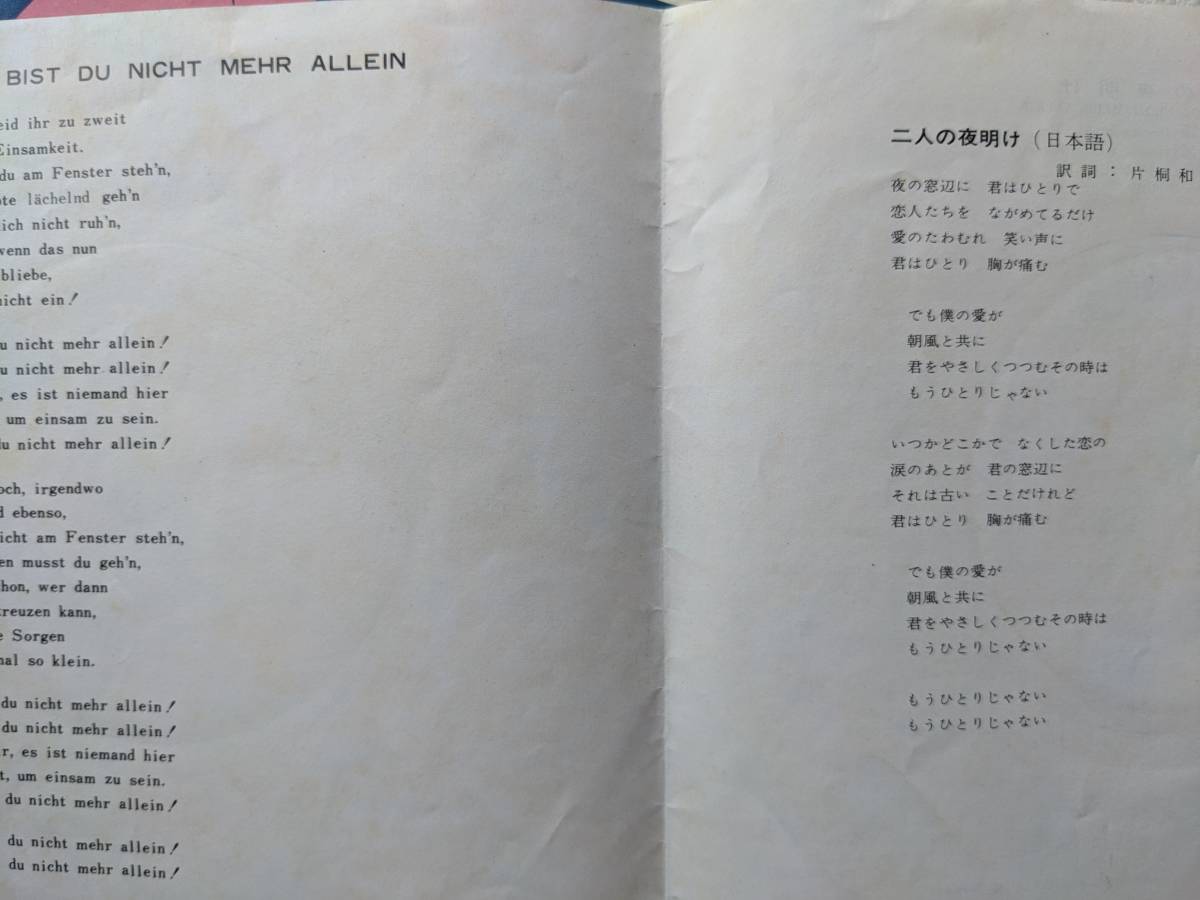 BIST DU NICHT MEHR ALLEIN
eid ihr zu zweit
Einsamkeit.
du am Fenster steh'n,
ote lächelnd geh'n
ich nicht ruh'n,
wenn das nun
bliebe,
nicht ein!
u nicht mehr allein!
u nicht mehr allein!
, es ist niemand hier
um einsam zu sein.
du nicht mehr allein!
och, irgendwo
d ebenso,
icht am Fenster steh'n,
en musst du geh'n,
hon, wer dann
kreuzen kann,
e Sorgen
mal so klein.
du nicht mehr allein!
du nicht mehr allein!
r, es ist niemand hier
t, um einsam zu sein.
du nicht mehr allein!
du nicht mehr allein!
du nicht mehr allein!
二人の夜明け(日本語)
訳詞:片桐和
夜の窓辺に 君はひとりで
恋人たちを ながめてるだけ
愛のたわむれ 笑い声に
君はひとり 胸が痛む
でも僕の愛が
朝風と共に
君をやさしくつつむその時は
もうひとりじゃない
いつかどこかで なくした恋の
涙のあとが 君の窓辺に
それは古い ことだけれど
君はひとり 胸が痛む
でも僕の愛が
朝風と共に
君をやさしくつつむその時は
もうひとりじゃない
もうひとりじゃない
もうひとりじゃない